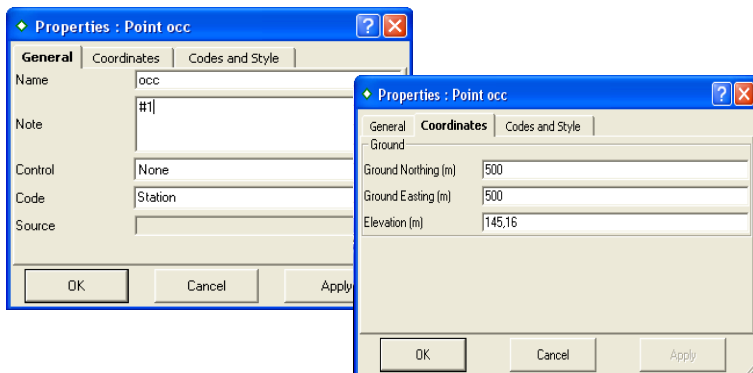 Properties : Point occ
General Coordinates Codes and Style
Name occ
Note #1
Control None
Code Station
Source
OK Cancel Apply
Properties : Point occ
General Coordinates Codes and Style
Ground
Ground Northing (m) 500
Ground Easting (m) 500
Elevation (m) 145,16
OK Cancel Apply